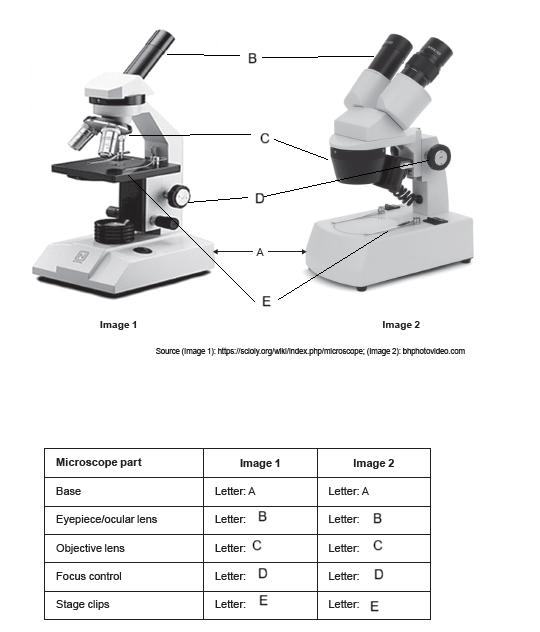 B
C
D
A
E
Image 1 Image 2
Source (Image 1): https://scioly.org/wiki/index.php/microscope; (Image 2): bhphotovideo.com
Microscope part Image 1 Image 2
Base Letter: A Letter: A
Eyepiece/ocular lens Letter: B Letter: B
Objective lens Letter: C Letter: C
Focus control Letter: D Letter: D
Stage clips Letter: E Letter: E